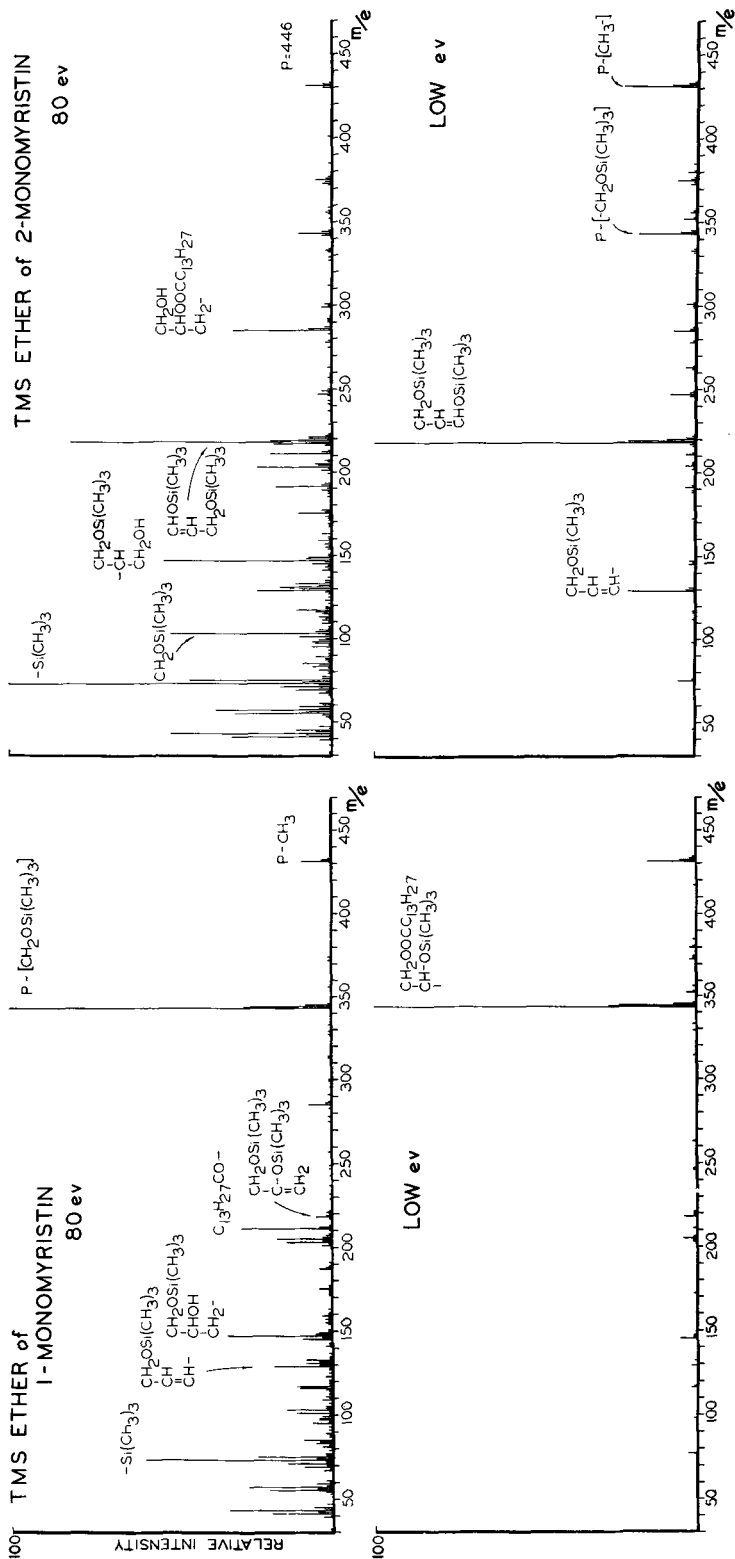 TMS ETHER of
1-MONOMYRISTIN
80 ev
100
RELATIVE INTENSITY
-Si(CH3)3
CH2OSi(CH3)3
CH
CH-
CH2OSi(CH3)3
CHOH
CH2-
C13H27CO-
CH2OSi(CH3)3
C-OSi(CH3)3
CH2
P-[CH2OSi(CH3)3]
P-CH3
50 100 150 200 250 300 350 400 450 m/e
TMS ETHER of 2-MONOMYRISTIN
80 ev
100
-Si(CH3)3
CH2OSi(CH3)3
CH2OSi(CH3)3
-CH
CH2OH
CHOSi(CH3)3
CH
CH2OSi(CH3)3
CH2OH
CHOOCC13H27
CH2-
P=446
50 100 150 200 250 300 350 400 450 m/e
100
LOW ev
CH2OOCC13H27
CH-OSi(CH3)3
50 100 150 200 250 300 350 400 450 m/e
100
LOW ev
CH2OSi(CH3)3
CH
CH-
CH2OSi(CH3)3
CH
CHOSi(CH3)3
P-[-CH2OSi(CH3)3]
P-[CH3-]
50 100 150 200 250 300 350 400 450 m/e